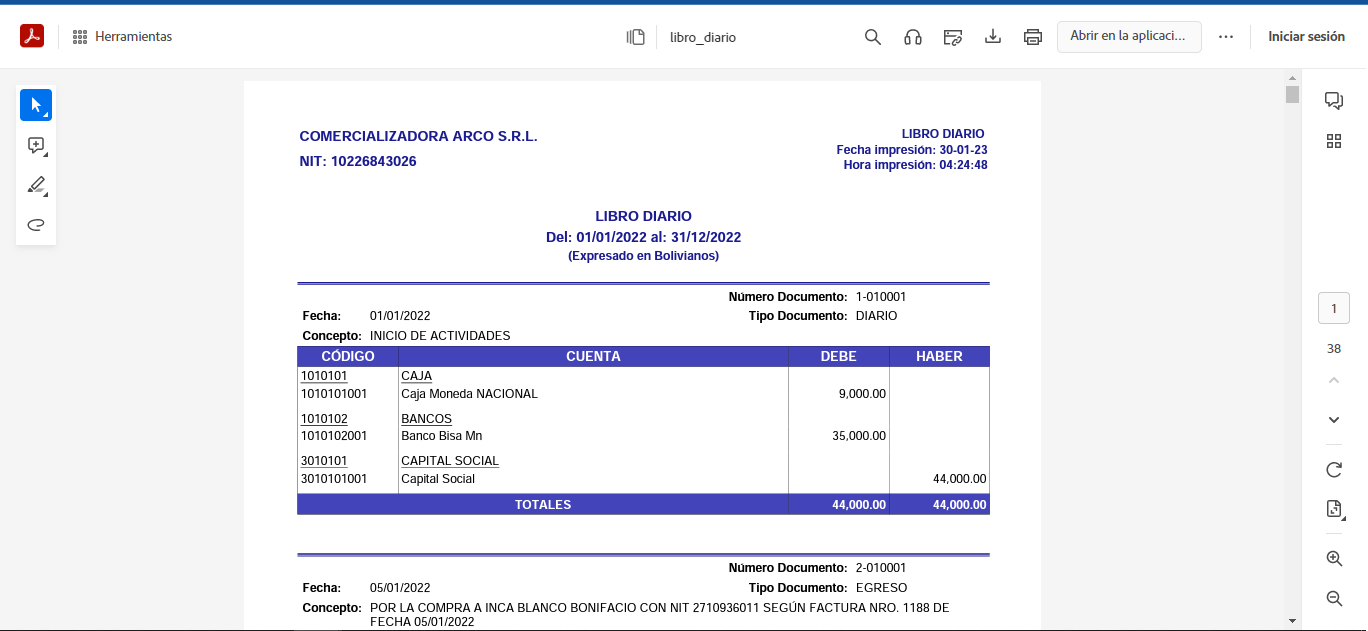 Herramientas
libro_diario
Abrir en la aplicaci...
Iniciar sesión
COMERCIALIZADORA ARCO S.R.L.
NIT: 10226843026
LIBRO DIARIO
Fecha impresión: 30-01-23
Hora impresión: 04:24:48
LIBRO DIARIO
Del: 01/01/2022 al: 31/12/2022
(Expresado en Bolivianos)
Número Documento: 1-010001
Fecha: 01/01/2022 Tipo Documento: DIARIO
Concepto: INICIO DE ACTIVIDADES
CÓDIGO CUENTA DEBE HABER
1010101 CAJA
1010101001 Caja Moneda NACIONAL 9,000.00
1010102 BANCOS
1010102001 Banco Bisa Mn 35,000.00
3010101 CAPITAL SOCIAL
3010101001 Capital Social 44,000.00
TOTALES 44,000.00 44,000.00
Número Documento: 2-010001
Fecha: 05/01/2022 Tipo Documento: EGRESO
Concepto: POR LA COMPRA A INCA BLANCO BONIFACIO CON NIT 2710936011 SEGÚN FACTURA NRO. 1188 DE
FECHA 05/01/2022
1
38